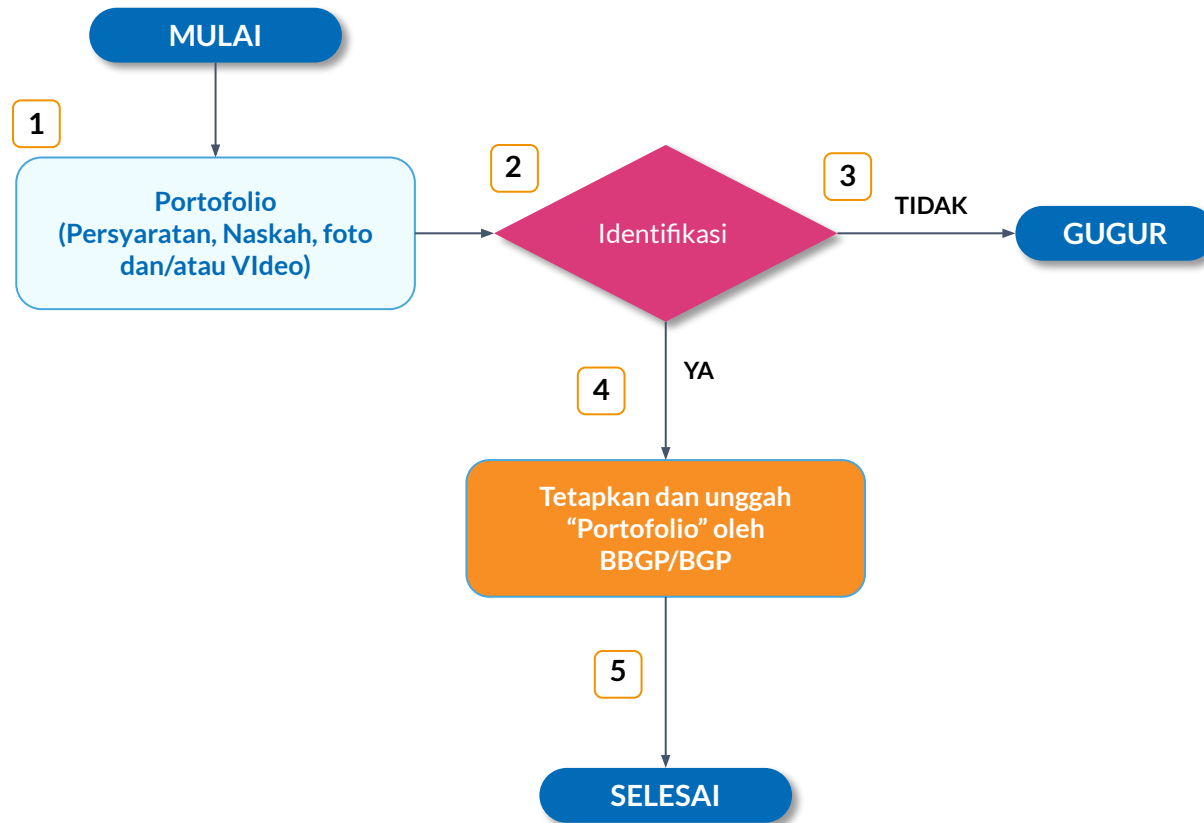 MULAI
1
Portofolio
(Persyaratan, Naskah, foto
dan/atau VIdeo)
2
Identifikasi
3
TIDAK
GUGUR
YA
4
Tetapkan dan unggah
“Portofolio” oleh
BBGP/BGP
5
SELESAI